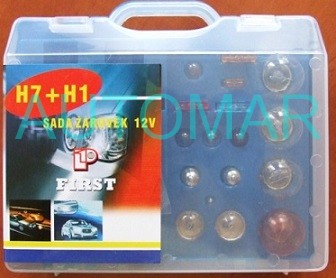 H7+H1
AUTOMAR
SADA ŽÁROVEK 12V
FIRST